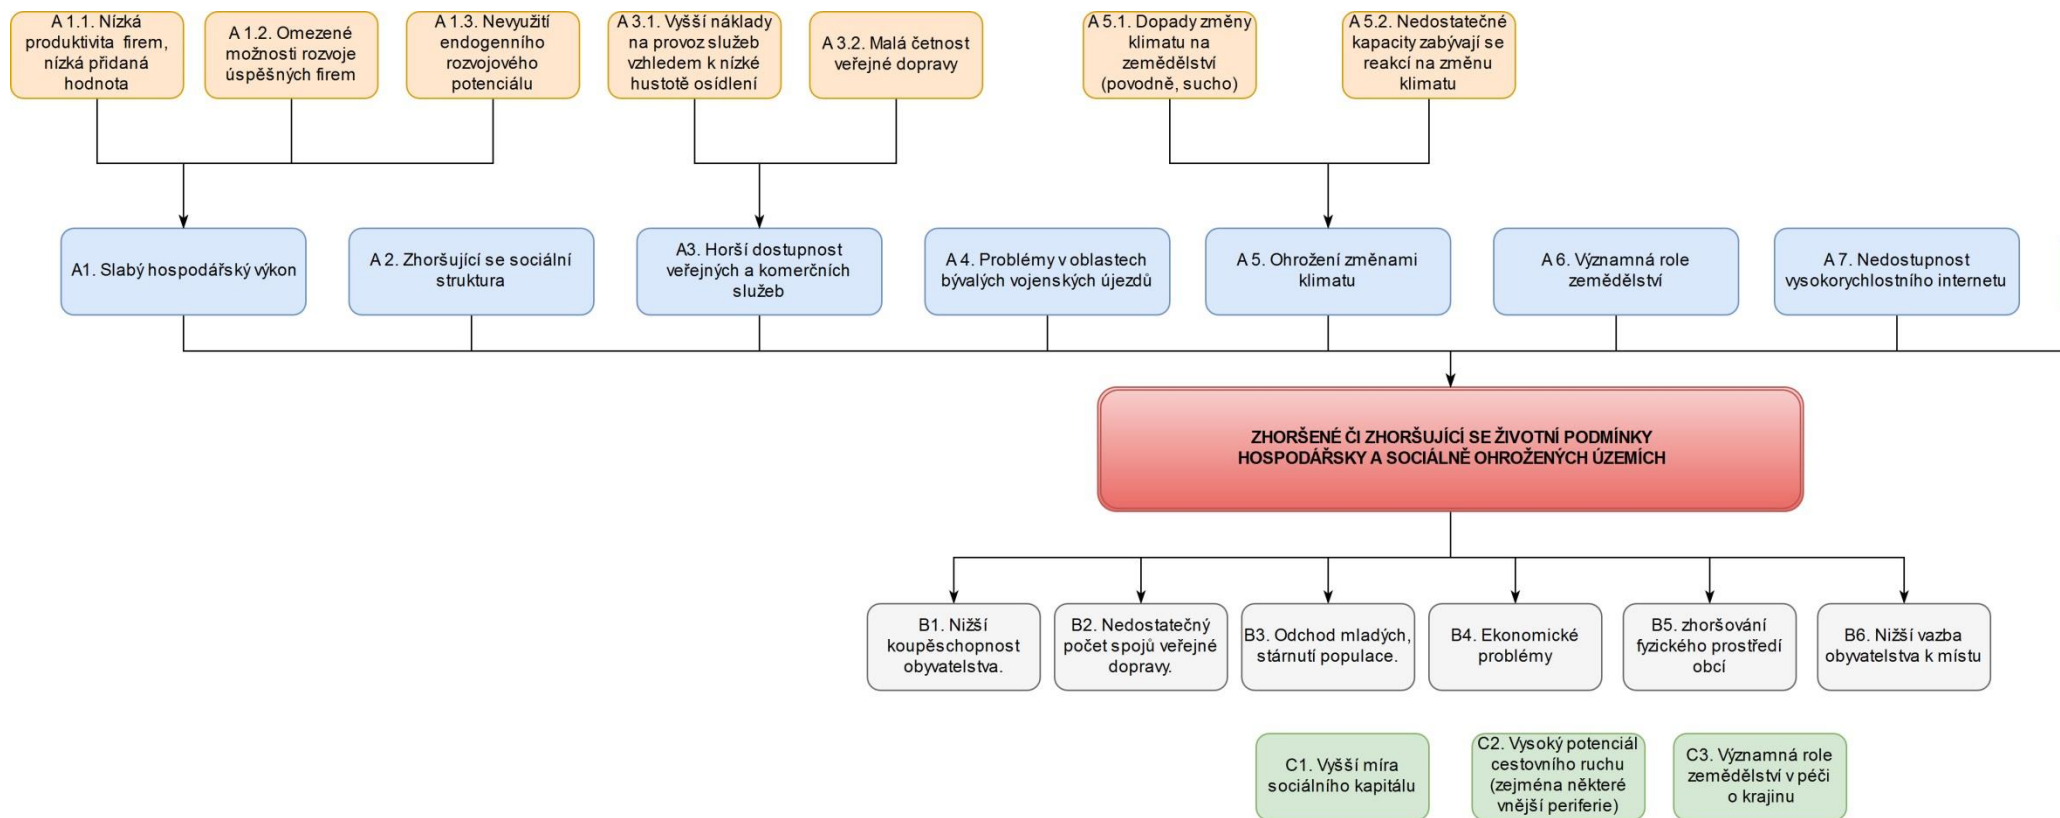 A 1.1. Nízká
produktivita firem,
nízká přidaná
hodnota
A 1.2. Omezené
možnosti rozvoje
úspěšných firem
A 1.3. Nevyužití
endogenního
rozvojového
potenciálu
A 3.1. Vyšší náklady
na provoz služeb
vzhledem k nízké
hustotě osídlení
A 3.2. Malá četnost
veřejné dopravy
A 5.1. Dopady změny
klimatu na
zemědělství
(povodně, sucho)
A 5.2. Nedostatečné
kapacity zabývají se
reakcí na změnu
klimatu
A1. Slabý hospodářský výkon
A 2. Zhoršující se sociální
struktura
A3. Horší dostupnost
veřejných a komerčních
služeb
A 4. Problémy v oblastech
bývalých vojenských újezdů
A 5. Ohrožení změnami
klimatu
A 6. Významná role
zemědělství
A 7. Nedostupnost
vysokorychlostního internetu
ZHORŠENÉ ČI ZHORŠUJÍCÍ SE ŽIVOTNÍ PODMÍNKY
HOSPODÁŘSKY A SOCIÁLNĚ OHROŽENÝCH ÚZEMÍCH
B1. Nižší
koupěschopnost
obyvatelstva.
B2. Nedostatečný
počet spojů veřejné
dopravy.
B3. Odchod mladých,
stárnutí populace.
B4. Ekonomické
problémy
B5. zhoršování
fyzického prostředí
obcí
B6. Nižší vazba
obyvatelstva k místu
C1. Vyšší míra
sociálního kapitálu
C2. Vysoký potenciál
cestovního ruchu
(zejména některé
vnější periferie)
C3. Významná role
zemědělství v péči
o krajinu